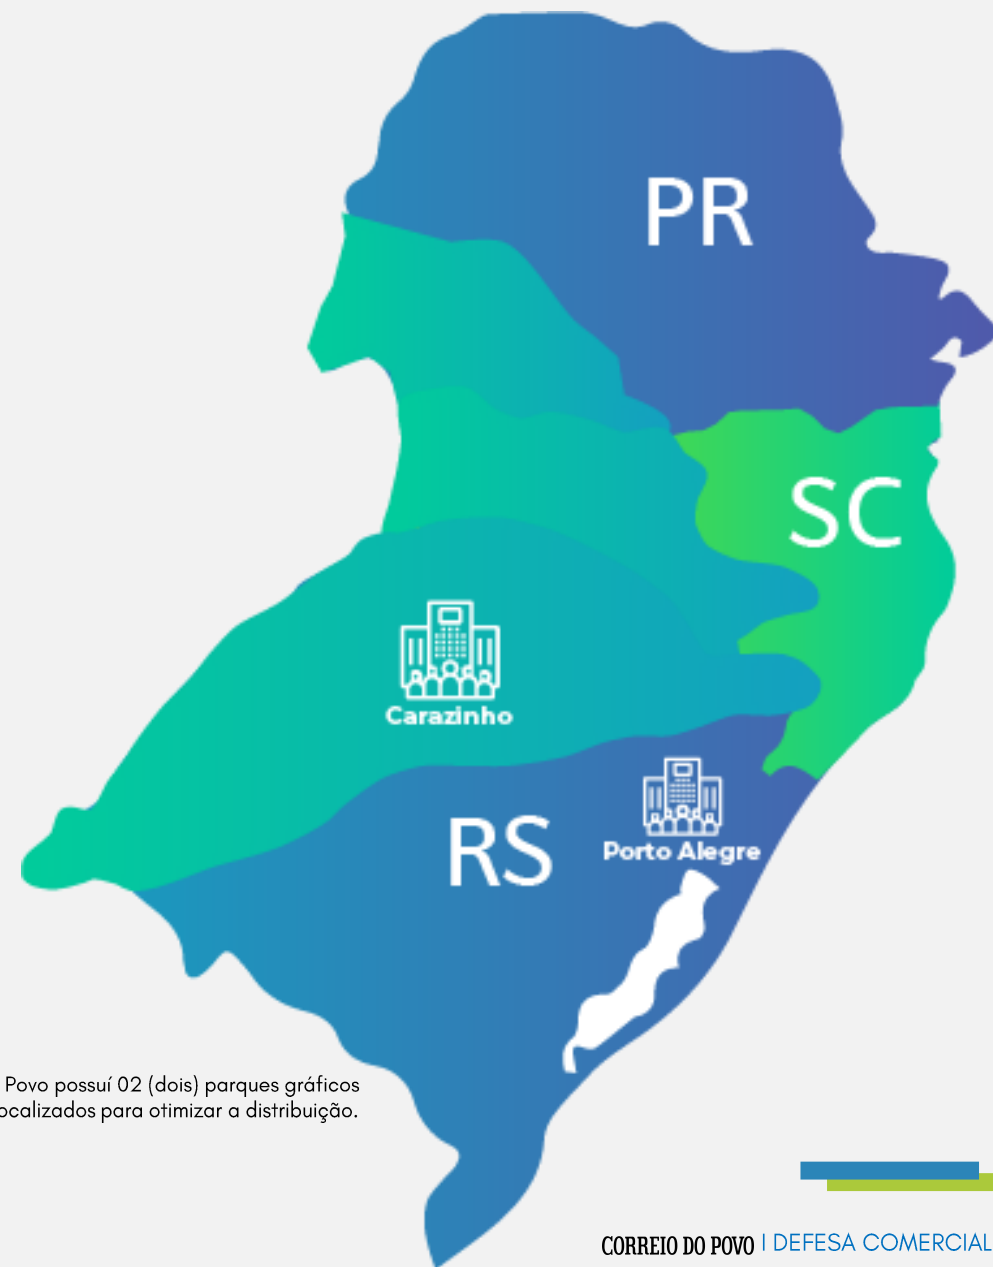 PR
SC
Carazinho
RS
Porto Alegre
Povo possuí 02 (dois) parques gráficos
ocalizados para otimizar a distribuição.
CORREIO DO POVO | DEFESA COMERCIAL